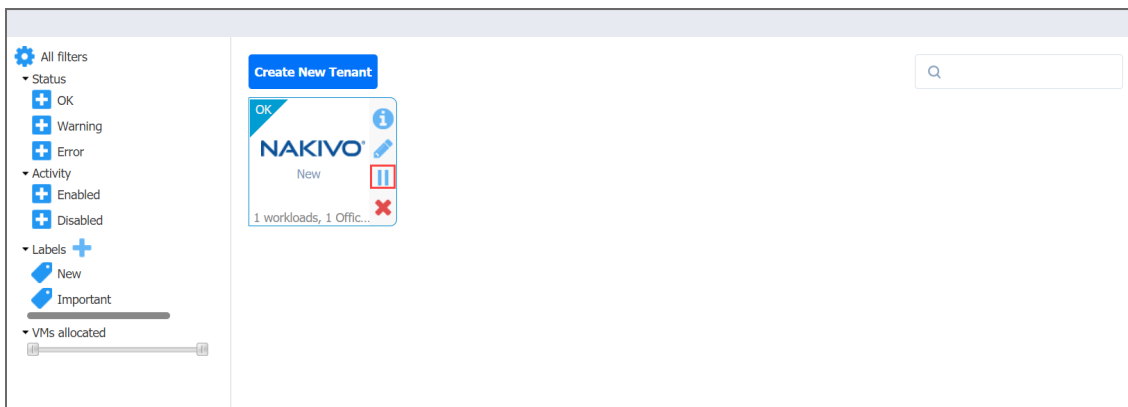 All filters
Status
OK
Warning
Error
Activity
Enabled
Disabled
Labels
New
Important
VMs allocated
Create New Tenant
OK
NAKIVO®
New
1 workloads, 1 Offic...